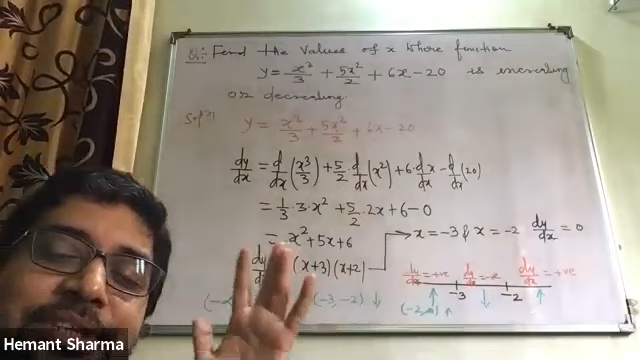 Q:- Find the values of x where function
y = x³/3 + 5x²/2 + 6x - 20 is increasing
or decreasing.
Sol:-
y = x³/3 + 5x²/2 + 6x - 20
dy/dx = d/dx (x³/3) + 5/2 · d/dx (x²) + 6 · d/dx x - d/dx (20)
= 1/3 · 3 · x² + 5/2 · 2x + 6 - 0
= x² + 5x + 6
(x+3)(x+2) → x = -3 & x = -2 dy/dx = 0
dy/dx = +ve dy/dx = -ve dy/dx = +ve
-3 -2
↑ ↓ ↑
(-3, -2) ↓ (-2, ∞) ↑
Hemant Sharma